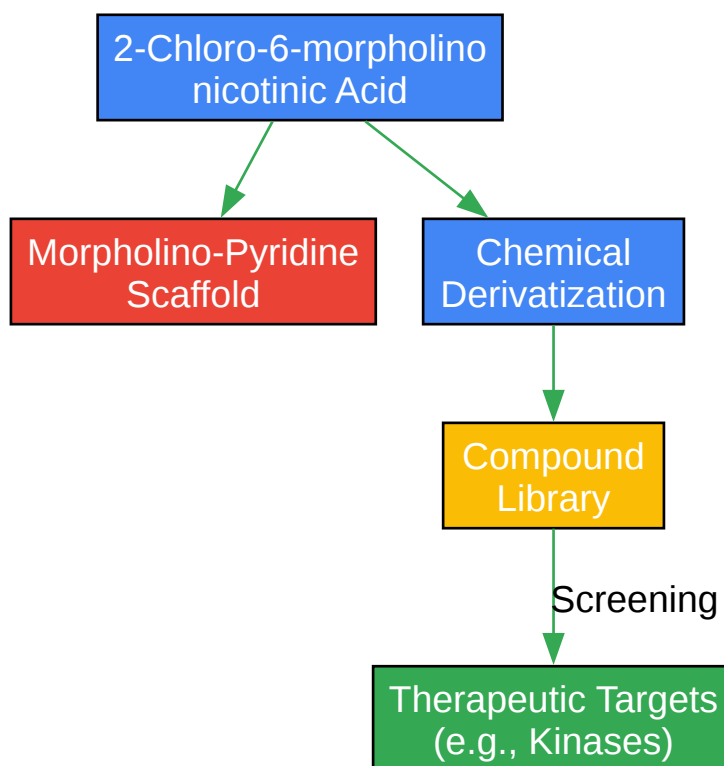 2-Chloro-6-morpholino
nicotinic Acid
Morpholino-Pyridine
Scaffold
Chemical
Derivatization
Compound
Library
Screening
Therapeutic Targets
(e.g., Kinases)